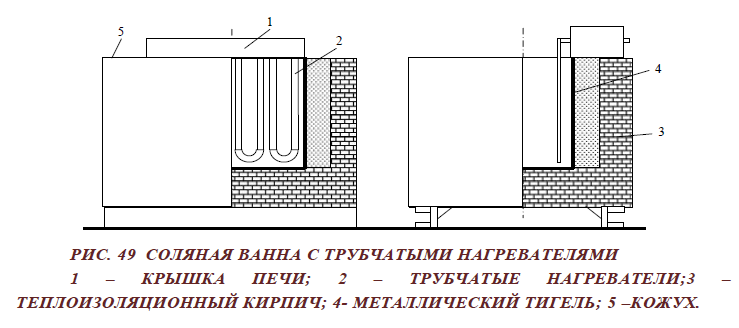 1
5
2
4
3
РИС. 49 СОЛЯНАЯ ВАННА С ТРУБЧАТЫМИ НАГРЕВАТЕЛЯМИ
1 – КРЫШКА ПЕЧИ; 2 – ТРУБЧАТЫЕ НАГРЕВАТЕЛИ;3 –
ТЕПЛОИЗОЛЯЦИОННЫЙ КИРПИЧ; 4- МЕТАЛЛИЧЕСКИЙ ТИГЕЛЬ; 5 –КОЖУХ.